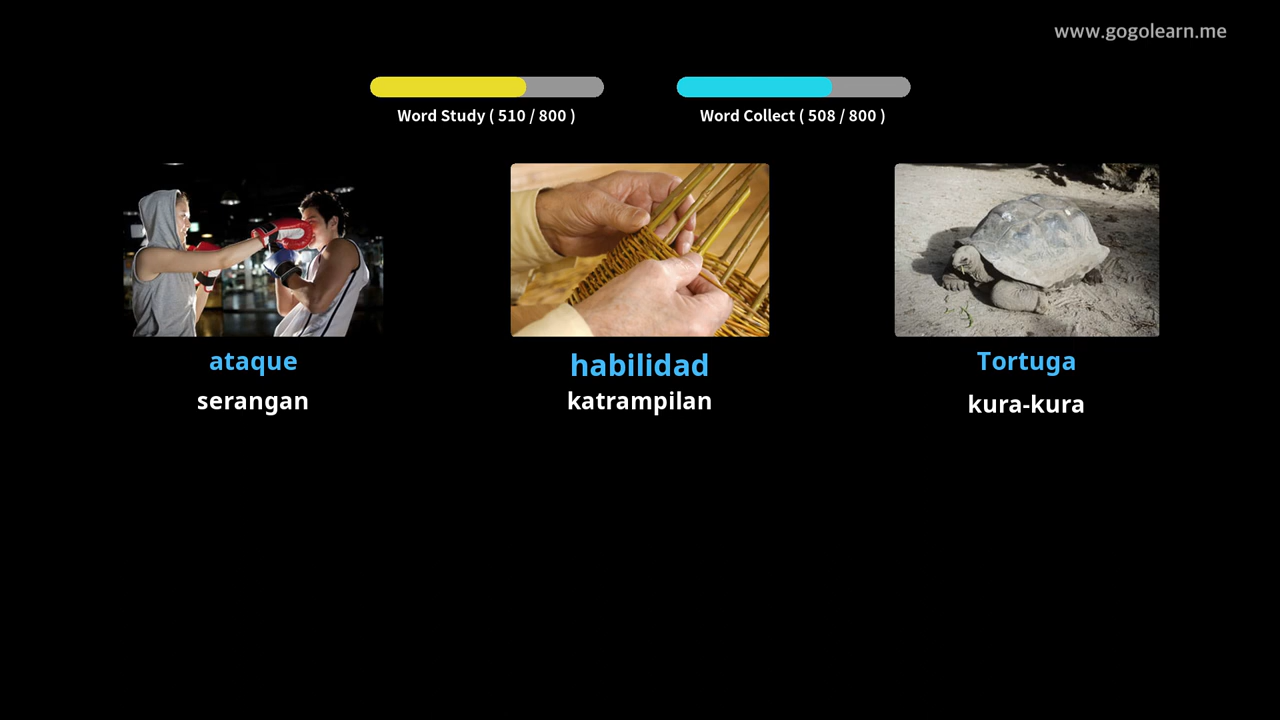 www.gogolearn.me
Word Study ( 510 / 800 )
Word Collect ( 508 / 800 )
ataque
serangan
habilidad
katrampilan
Tortuga
kura-kura